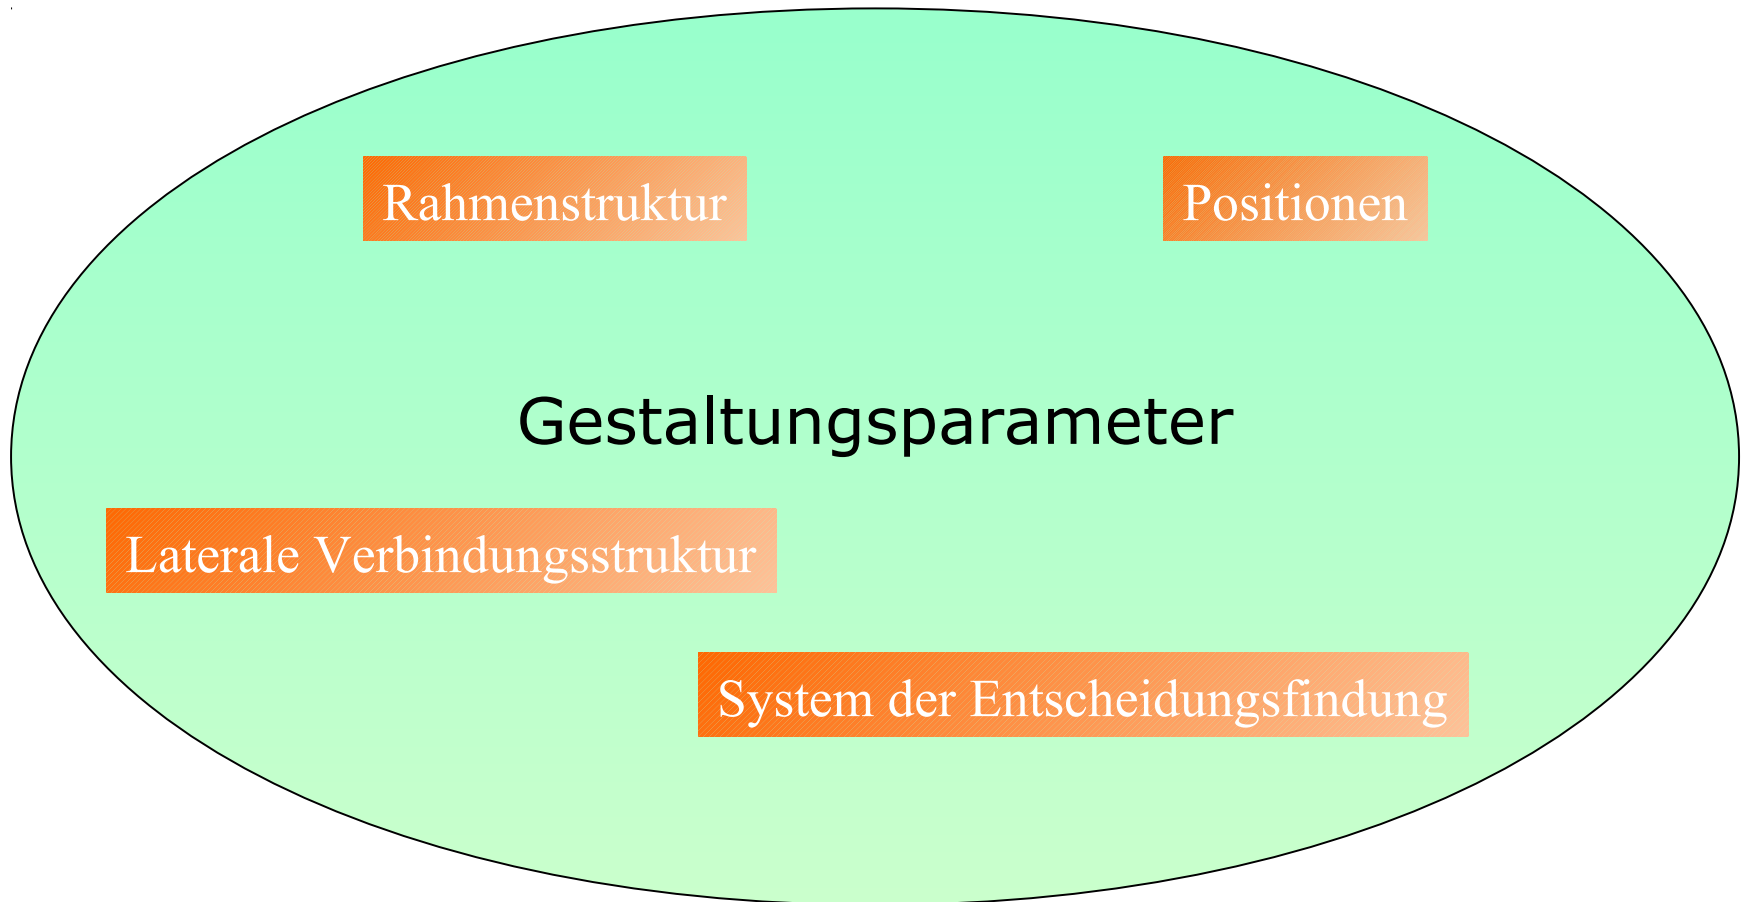 Rahmenstruktur
Positionen
Gestaltungsparameter
Laterale Verbindungsstruktur
System der Entscheidungsfindung